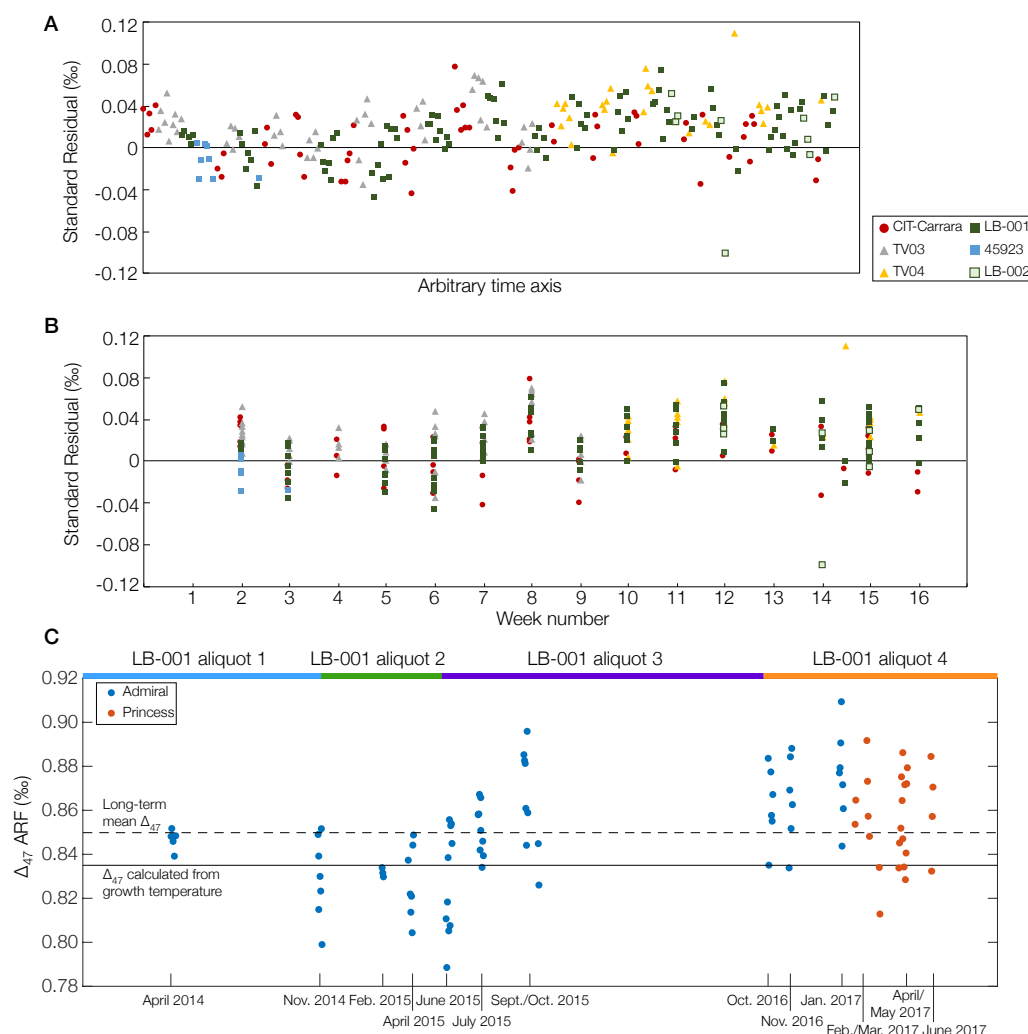 A
0.12
0.08
0.04
0
-0.04
-0.08
-0.12
Standard Residual (‰)
Arbitrary time axis
CIT-Carrara
LB-001
TV03
45923
TV04
LB-002
B
0.12
0.08
0.04
0
-0.04
-0.08
-0.12
Standard Residual (‰)
1 2 3 4 5 6 7 8 9 10 11 12 13 14 15 16
Week number
C
LB-001 aliquot 1 LB-001 aliquot 2 LB-001 aliquot 3 LB-001 aliquot 4
0.92
0.90
0.88
0.86
0.84
0.82
0.80
0.78
Δ47 ARF (‰)
Admiral
Princess
Long-term
mean Δ47
Δ47 calculated from
growth temperature
April 2014
Nov. 2014
Feb. 2015
April 2015
June 2015
July 2015
Sept./Oct. 2015
Oct. 2016
Nov. 2016
Jan. 2017
Feb./Mar. 2017
April/
May 2017
June 2017